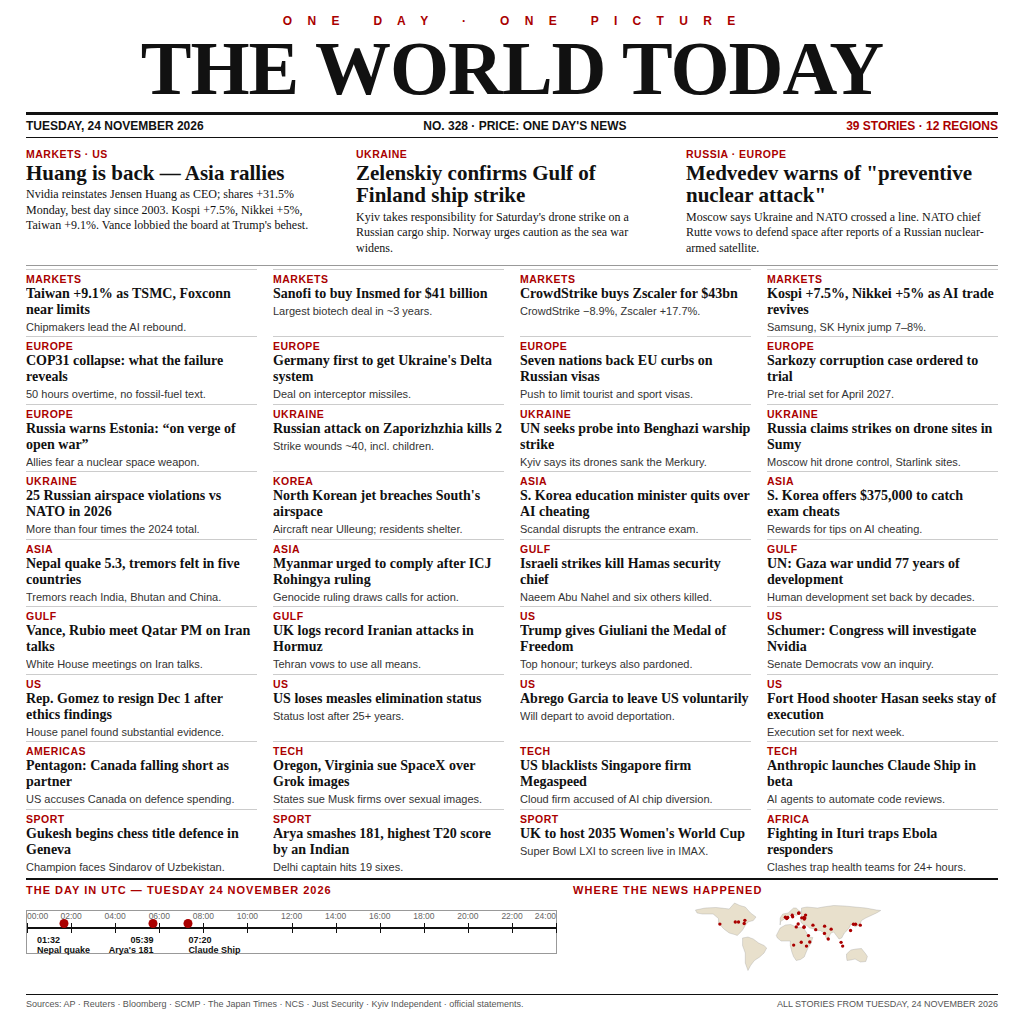 ONE DAY · ONE PICTURE
THE WORLD TODAY
TUESDAY, 24 NOVEMBER 2026
NO. 328 · PRICE: ONE DAY'S NEWS
39 STORIES · 12 REGIONS
MARKETS · US
Huang is back — Asia rallies
Nvidia reinstates Jensen Huang as CEO; shares +31.5%
Monday, best day since 2003. Kospi +7.5%, Nikkei +5%,
Taiwan +9.1%. Vance lobbied the board at Trump's behest.
UKRAINE
Zelenskiy confirms Gulf of
Finland ship strike
Kyiv takes responsibility for Saturday's drone strike on a
Russian cargo ship. Norway urges caution as the sea war
widens.
RUSSIA · EUROPE
Medvedev warns of "preventive
nuclear attack"
Moscow says Ukraine and NATO crossed a line. NATO chief
Rutte vows to defend space after reports of a Russian nuclear-
armed satellite.
MARKETS
Taiwan +9.1% as TSMC, Foxconn
near limits
Chipmakers lead the AI rebound.
MARKETS
Sanofi to buy Insmed for $41 billion
Largest biotech deal in ~3 years.
MARKETS
CrowdStrike buys Zscaler for $43bn
CrowdStrike −8.9%, Zscaler +17.7%.
MARKETS
Kospi +7.5%, Nikkei +5% as AI trade
revives
Samsung, SK Hynix jump 7–8%.
EUROPE
COP31 collapse: what the failure
reveals
50 hours overtime, no fossil-fuel text.
EUROPE
Germany first to get Ukraine's Delta
system
Deal on interceptor missiles.
EUROPE
Seven nations back EU curbs on
Russian visas
Push to limit tourist and sport visas.
EUROPE
Sarkozy corruption case ordered to
trial
Pre-trial set for April 2027.
EUROPE
Russia warns Estonia: “on verge of
open war”
Allies fear a nuclear space weapon.
UKRAINE
Russian attack on Zaporizhzhia kills 2
Strike wounds ~40, incl. children.
UKRAINE
UN seeks probe into Benghazi warship
strike
Kyiv says its drones sank the Merkury.
UKRAINE
Russia claims strikes on drone sites in
Sumy
Moscow hit drone control, Starlink sites.
UKRAINE
25 Russian airspace violations vs
NATO in 2026
More than four times the 2024 total.
KOREA
North Korean jet breaches South's
airspace
Aircraft near Ulleung; residents shelter.
ASIA
S. Korea education minister quits over
AI cheating
Scandal disrupts the entrance exam.
ASIA
S. Korea offers $375,000 to catch
exam cheats
Rewards for tips on AI cheating.
ASIA
Nepal quake 5.3, tremors felt in five
countries
Tremors reach India, Bhutan and China.
ASIA
Myanmar urged to comply after ICJ
Rohingya ruling
Genocide ruling draws calls for action.
GULF
Israeli strikes kill Hamas security
chief
Naeem Abu Nahel and six others killed.
GULF
UN: Gaza war undid 77 years of
development
Human development set back by decades.
GULF
Vance, Rubio meet Qatar PM on Iran
talks
White House meetings on Iran talks.
GULF
UK logs record Iranian attacks in
Hormuz
Tehran vows to use all means.
US
Trump gives Giuliani the Medal of
Freedom
Top honour; turkeys also pardoned.
US
Schumer: Congress will investigate
Nvidia
Senate Democrats vow an inquiry.
US
Rep. Gomez to resign Dec 1 after
ethics findings
House panel found substantial evidence.
US
US loses measles elimination status
Status lost after 25+ years.
US
Abrego Garcia to leave US voluntarily
Will depart to avoid deportation.
US
Fort Hood shooter Hasan seeks stay of
execution
Execution set for next week.
AMERICAS
Pentagon: Canada falling short as
partner
US accuses Canada on defence spending.
TECH
Oregon, Virginia sue SpaceX over
Grok images
States sue Musk firms over sexual images.
TECH
US blacklists Singapore firm
Megaspeed
Cloud firm accused of AI chip diversion.
TECH
Anthropic launches Claude Ship in
beta
AI agents to automate code reviews.
SPORT
Gukesh begins chess title defence in
Geneva
Champion faces Sindarov of Uzbekistan.
SPORT
Arya smashes 181, highest T20 score
by an Indian
Delhi captain hits 19 sixes.
SPORT
UK to host 2035 Women's World Cup
Super Bowl LXI to screen live in IMAX.
AFRICA
Fighting in Ituri traps Ebola
responders
Clashes trap health teams for 24+ hours.
THE DAY IN UTC — TUESDAY 24 NOVEMBER 2026
00:00 02:00 04:00 06:00 08:00 10:00 12:00 14:00 16:00 18:00 20:00 22:00 24:00
01:32 05:39 07:20
Nepal quake Arya's 181 Claude Ship
WHERE THE NEWS HAPPENED
Sources: AP · Reuters · Bloomberg · SCMP · The Japan Times · NCS · Just Security · Kyiv Independent · official statements.
ALL STORIES FROM TUESDAY, 24 NOVEMBER 2026